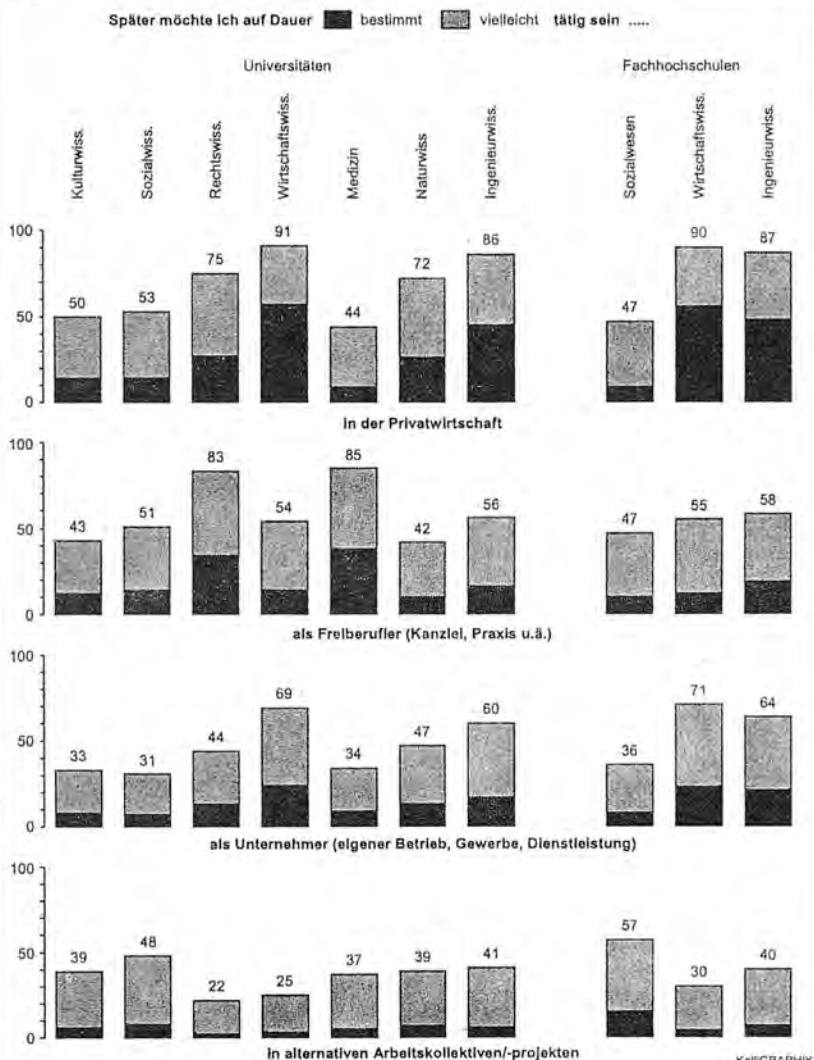 Später möchte ich auf Dauer bestimmt vielleicht tätig sein .....
Universitäten Fachhochschulen
Kulturwiss.
Sozialwiss.
Rechtswiss.
Wirtschaftswiss.
Medizin
Naturwiss
Ingenieurwiss.
Sozialwesen
Wirtschaftswiss.
Ingenieurwiss.
100
50
0
50 53 75 91 44 72 86 47 90 87
in der Privatwirtschaft
100
50
0
43 51 83 54 85 42 56 47 55 58
als Freiberufler (Kanzlei, Praxis u.ä.)
100
50
0
33 31 44 69 34 47 60 36 71 64
als Unternehmer (eigener Betrieb, Gewerbe, Dienstleistung)
100
50
0
39 48 22 25 37 39 41 57 30 40
in alternativen Arbeitskollektiven/-projekten